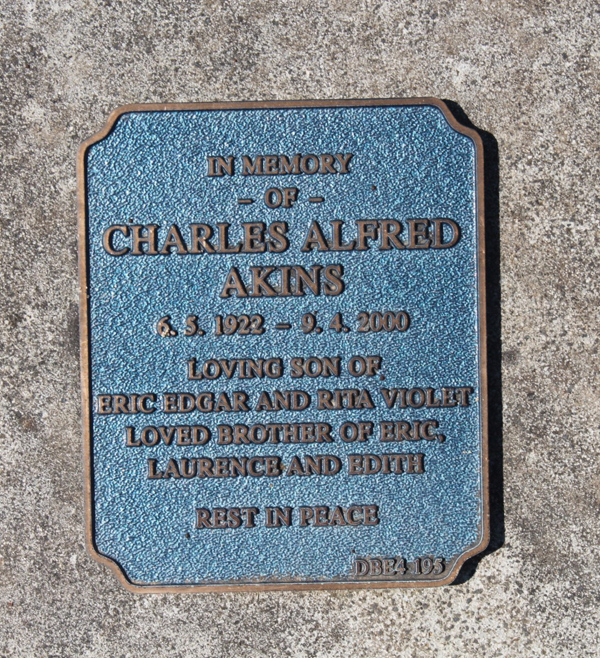 IN MEMORY
- OF -
CHARLES ALFRED
AKINS
6. 5. 1922 - 9. 4. 2000
LOVING SON OF
ERIC EDGAR AND RITA VIOLET
LOVED BROTHER OF ERIC,
LAURENCE AND EDITH
REST IN PEACE
DBE4 195